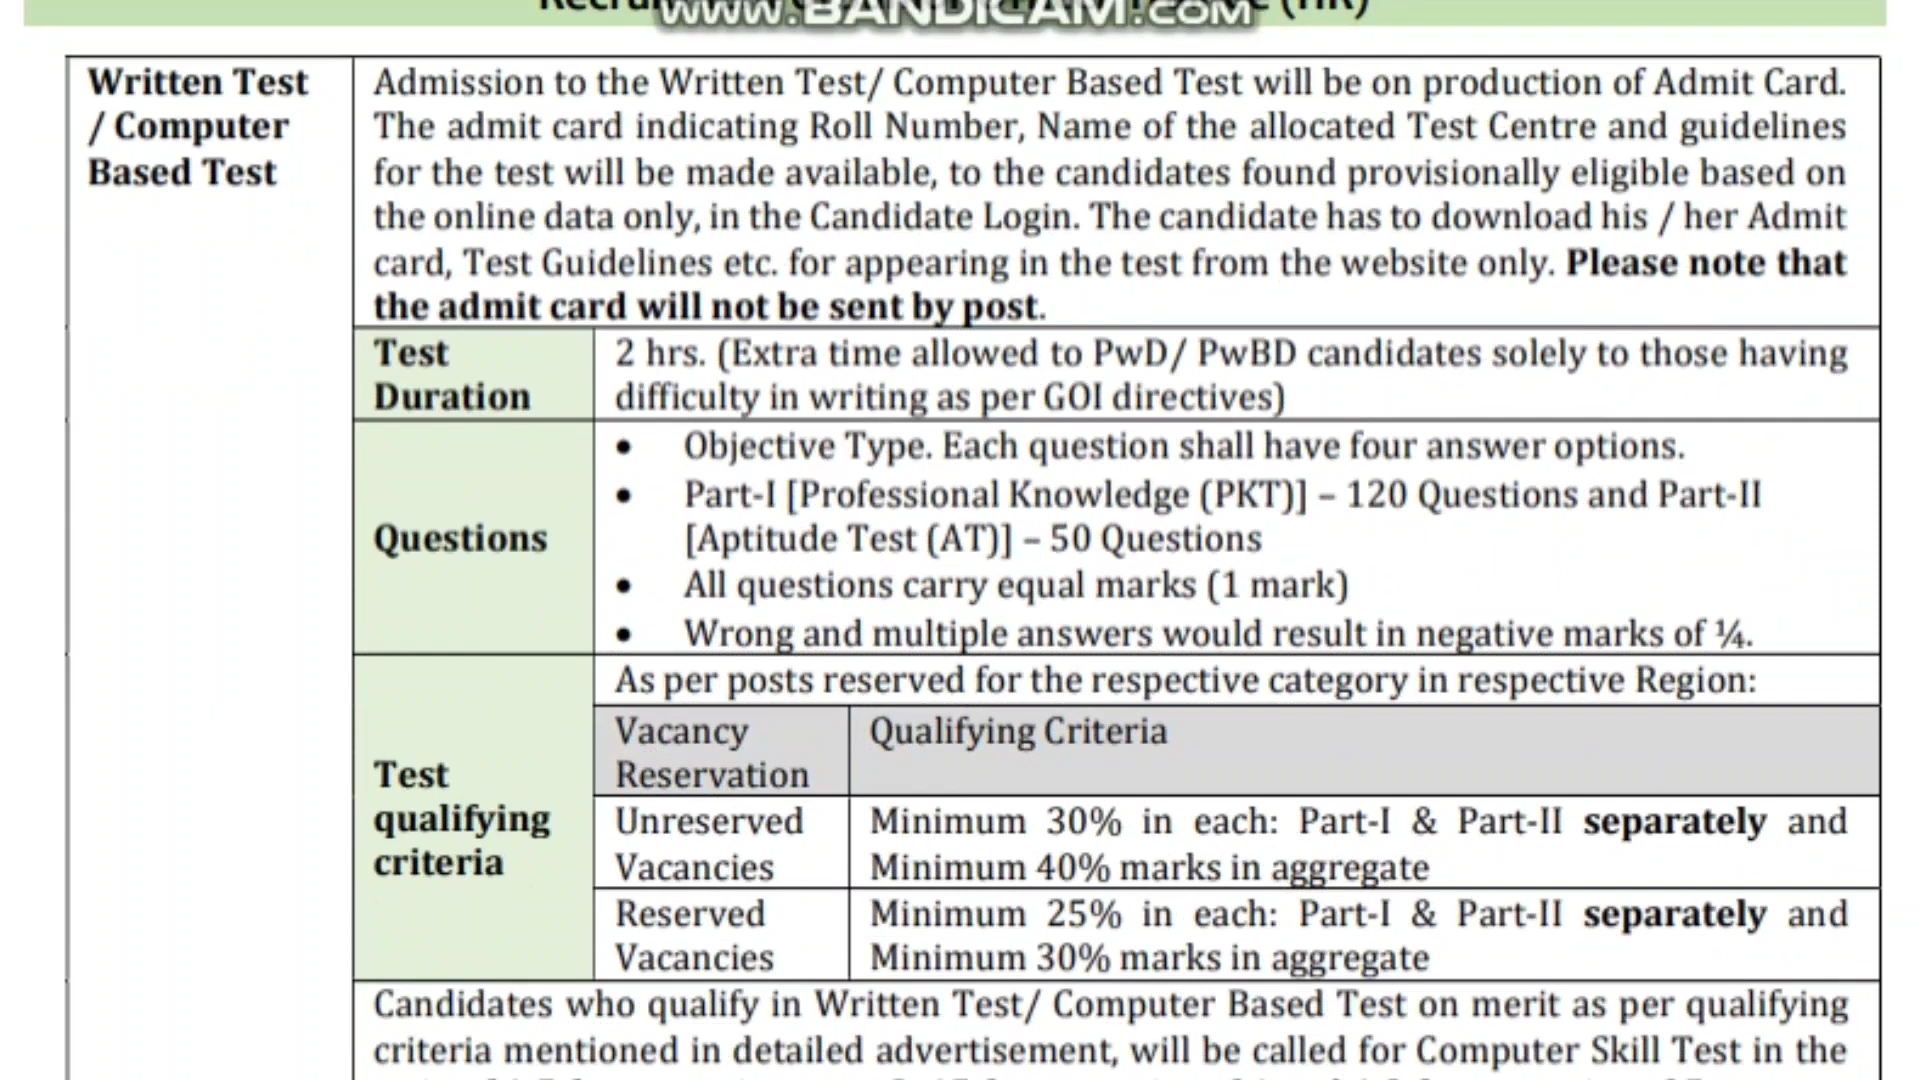 (HR)
www.BANDICAM.com
Written Test
/ Computer
Based Test
Admission to the Written Test/ Computer Based Test will be on production of Admit Card.
The admit card indicating Roll Number, Name of the allocated Test Centre and guidelines
for the test will be made available, to the candidates found provisionally eligible based on
the online data only, in the Candidate Login. The candidate has to download his / her Admit
card, Test Guidelines etc. for appearing in the test from the website only. Please note that
the admit card will not be sent by post.
Test
Duration
2 hrs. (Extra time allowed to PwD/ PwBD candidates solely to those having
difficulty in writing as per GOI directives)
Questions
• Objective Type. Each question shall have four answer options.
• Part-I [Professional Knowledge (PKT)] – 120 Questions and Part-II
[Aptitude Test (AT)] – 50 Questions
• All questions carry equal marks (1 mark)
• Wrong and multiple answers would result in negative marks of ¼.
Test
qualifying
criteria
As per posts reserved for the respective category in respective Region:
Vacancy
Reservation
Qualifying Criteria
Unreserved
Vacancies
Minimum 30% in each: Part-I & Part-II separately and
Minimum 40% marks in aggregate
Reserved
Vacancies
Minimum 25% in each: Part-I & Part-II separately and
Minimum 30% marks in aggregate
Candidates who qualify in Written Test/ Computer Based Test on merit as per qualifying
criteria mentioned in detailed advertisement, will be called for Computer Skill Test in the